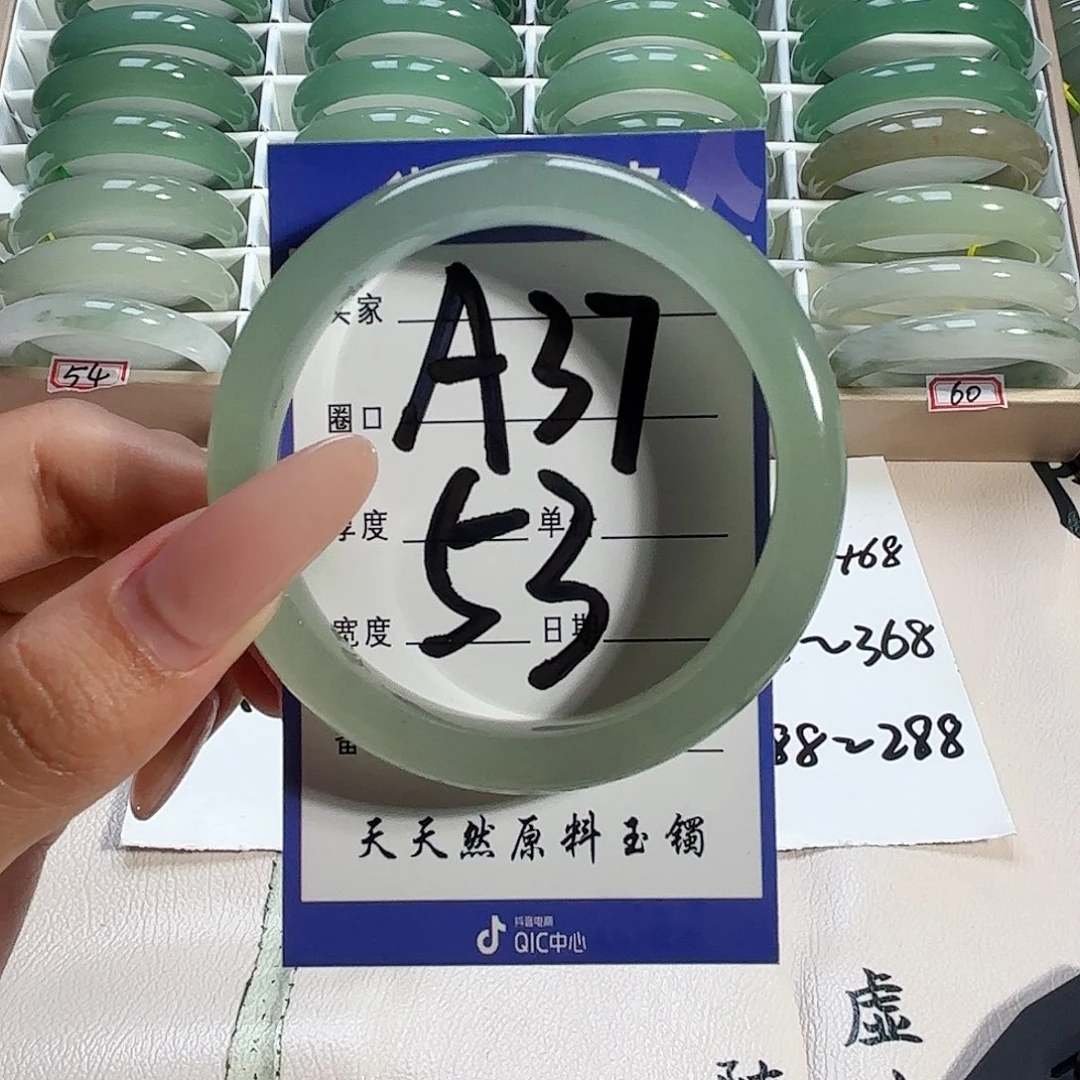 54
60
家
A37
圈口
53
度
单
宽度
日期
+68
~368
88~288
天天然原料玉镯
抖音电商
QIC中心
虚